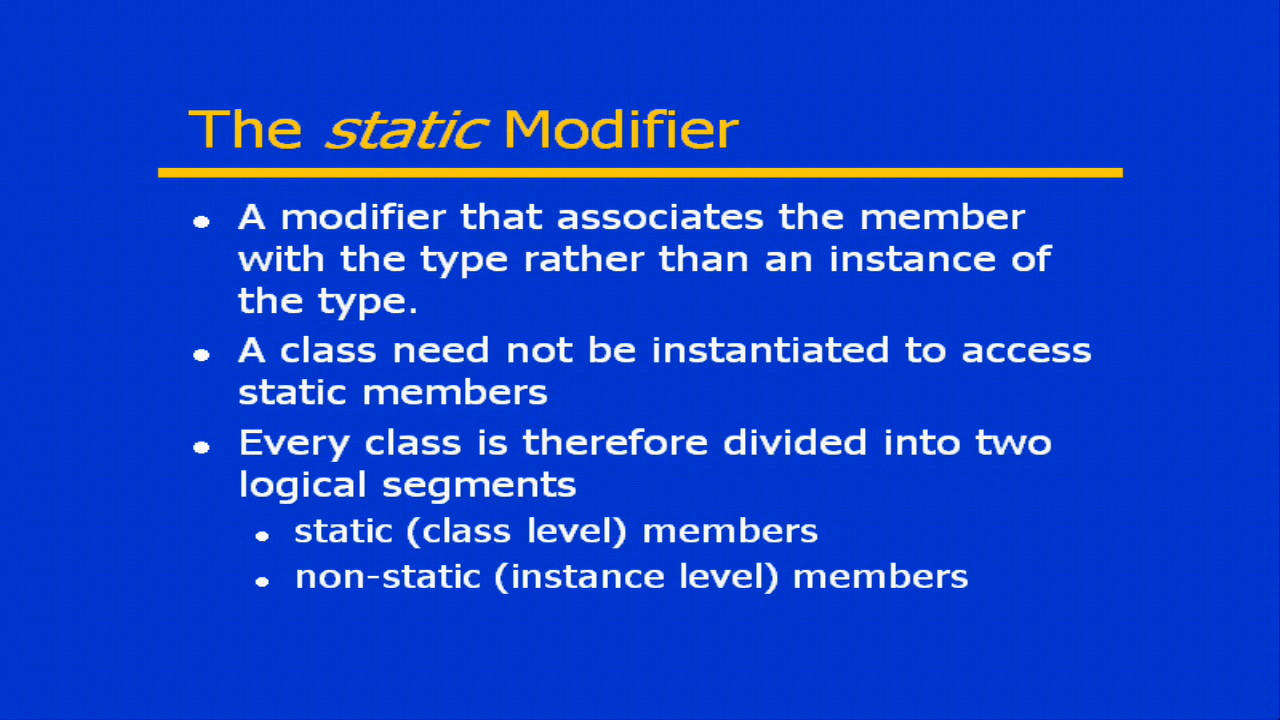 The static Modifier
● A modifier that associates the member
with the type rather than an instance of
the type.
● A class need not be instantiated to access
static members
● Every class is therefore divided into two
logical segments
● static (class level) members
● non-static (instance level) members